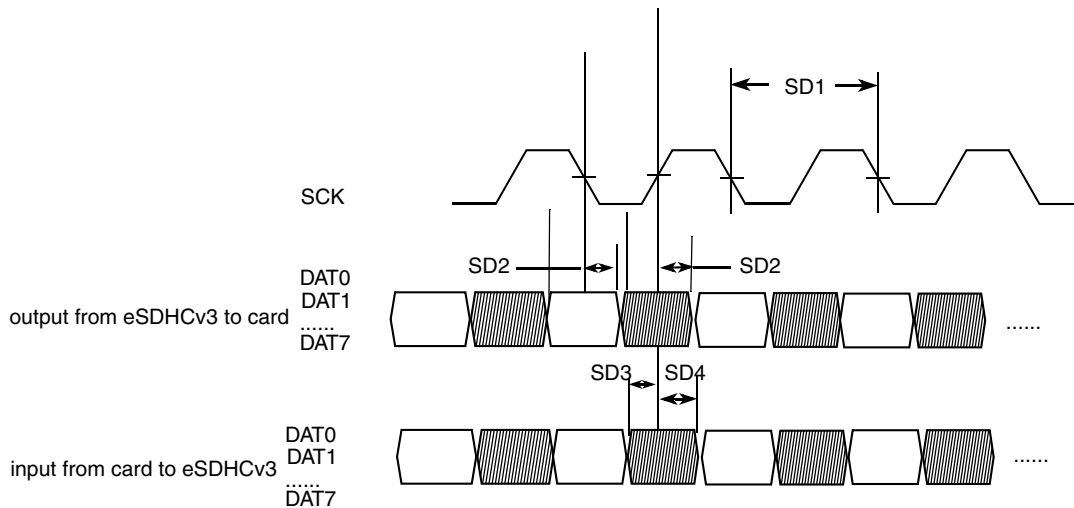 SD1
SCK
SD2
SD2
DAT0
DAT1
output from eSDHCv3 to card
......
......
DAT7
SD3
SD4
DAT0
DAT1
input from card to eSDHCv3
......
......
DAT7